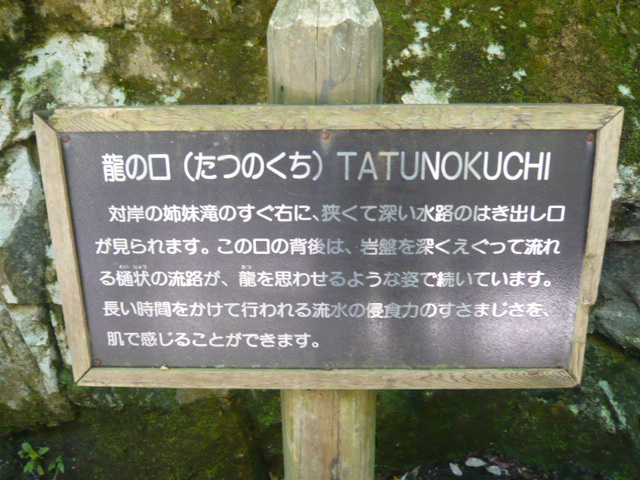 龍の口（たつのくち）TATUNOKUCHI
対岸の姉妹滝のすぐ右に、狭くて深い水路のはき出し口
が見られます。この口の背後は、岩盤を深くえぐって流れ
る樋状の流路が、龍を思わせるような姿で続いています。
長い時間をかけて行われる流水の侵食力のすさまじさを、
肌で感じることができます。